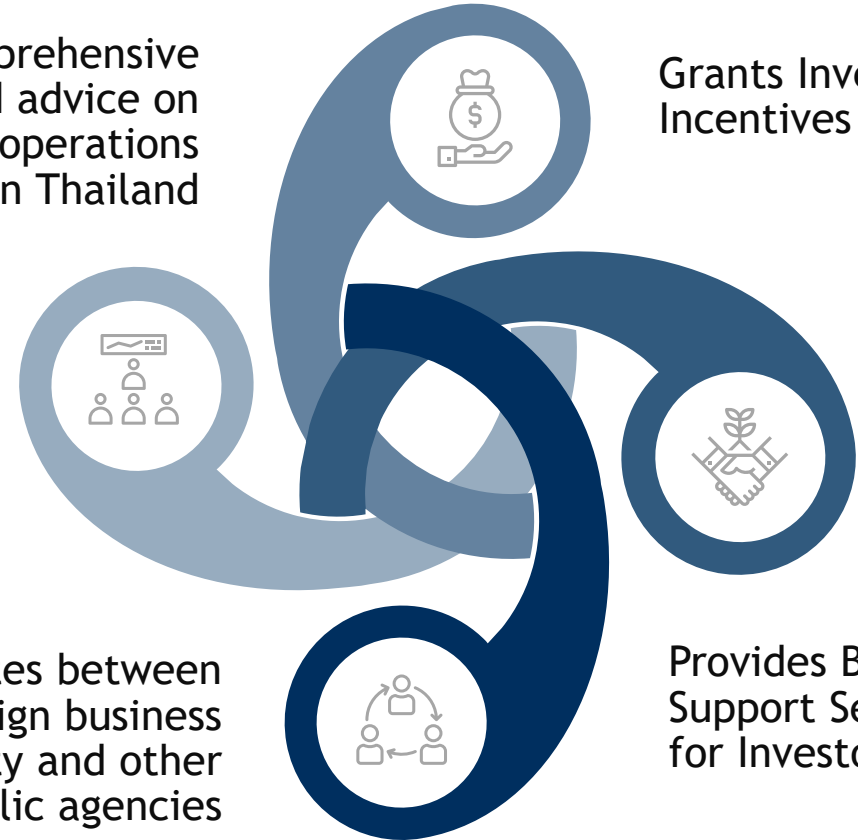 prehensive
advice on
operations
n Thailand
Grants Inve
Incentives
es between
ign business
y and other
lic agencies
Provides B
Support Se
for Investo